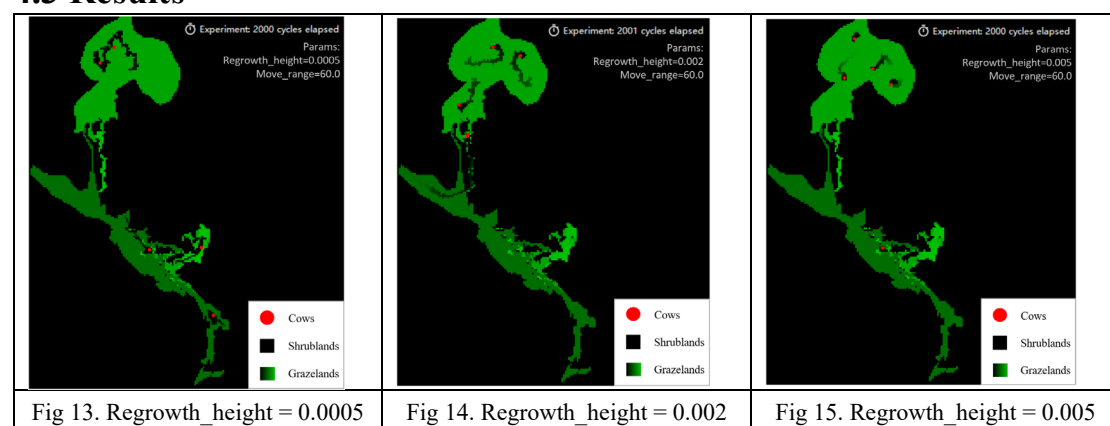 4.3 Results
Experiment: 2000 cycles elapsed
Params:
Regrowth_height=0.0005
Move_range=60.0
Cows
Shrublands
Grazelands
Experiment: 2001 cycles elapsed
Params:
Regrowth_height=0.002
Move_range=60.0
Cows
Shrublands
Grazelands
Experiment: 2000 cycles elapsed
Params:
Regrowth_height=0.005
Move_range=60.0
Cows
Shrublands
Grazelands
Fig 13. Regrowth_height = 0.0005
Fig 14. Regrowth_height = 0.002
Fig 15. Regrowth_height = 0.005